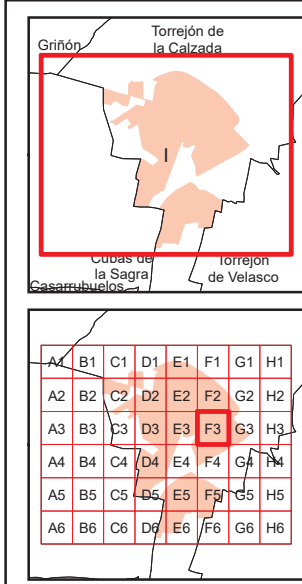 Torrejón de
la Calzada
Griñón
I
Cubas de
la Sagra
Torrejón
de Velasco
Casarrubuelos
A1 B1 C1 D1 E1 F1 G1 H1
A2 B2 C2 D2 E2 F2 G2 H2
A3 B3 C3 D3 E3 F3 G3 H3
A4 B4 C4 D4 E4 F4 G4 H4
A5 B5 C5 D5 E5 F5 G5 H5
A6 B6 C6 D6 E6 F6 G6 H6